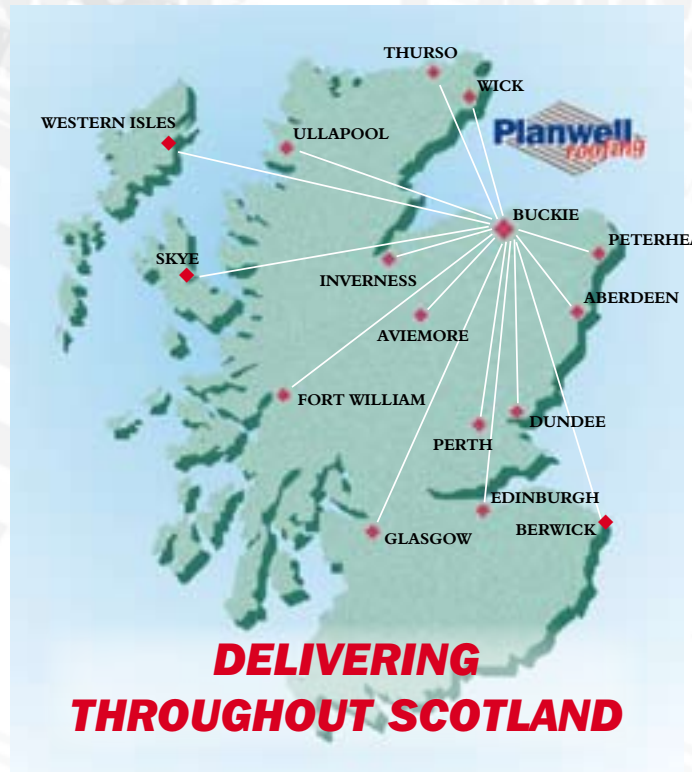 THURSO
WICK
WESTERN ISLES
ULLAPOOL
Planwell
roofing
BUCKIE
PETERHEA
SKYE
INVERNESS
ABERDEEN
AVIEMORE
FORT WILLIAM
DUNDEE
PERTH
EDINBURGH
BERWICK
GLASGOW
DELIVERING
THROUGHOUT SCOTLAND